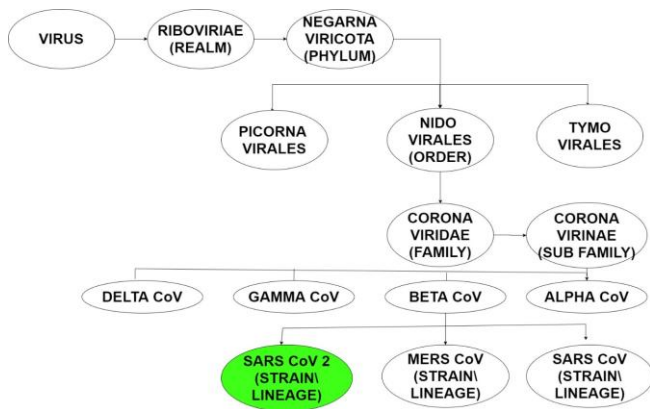 VIRUS
RIBOVIRIAE
(REALM)
NEGARNA
VIRICOTA
(PHYLUM)
PICORNA
VIRALES
NIDO
VIRALES
(ORDER)
TYMO
VIRALES
CORONA
VIRIDAE
(FAMILY)
CORONA
VIRINAE
(SUB FAMILY)
DELTA CoV
GAMMA CoV
BETA CoV
ALPHA CoV
SARS CoV 2
(STRAIN\
LINEAGE)
MERS CoV
(STRAIN\
LINEAGE)
SARS CoV
(STRAIN\
LINEAGE)